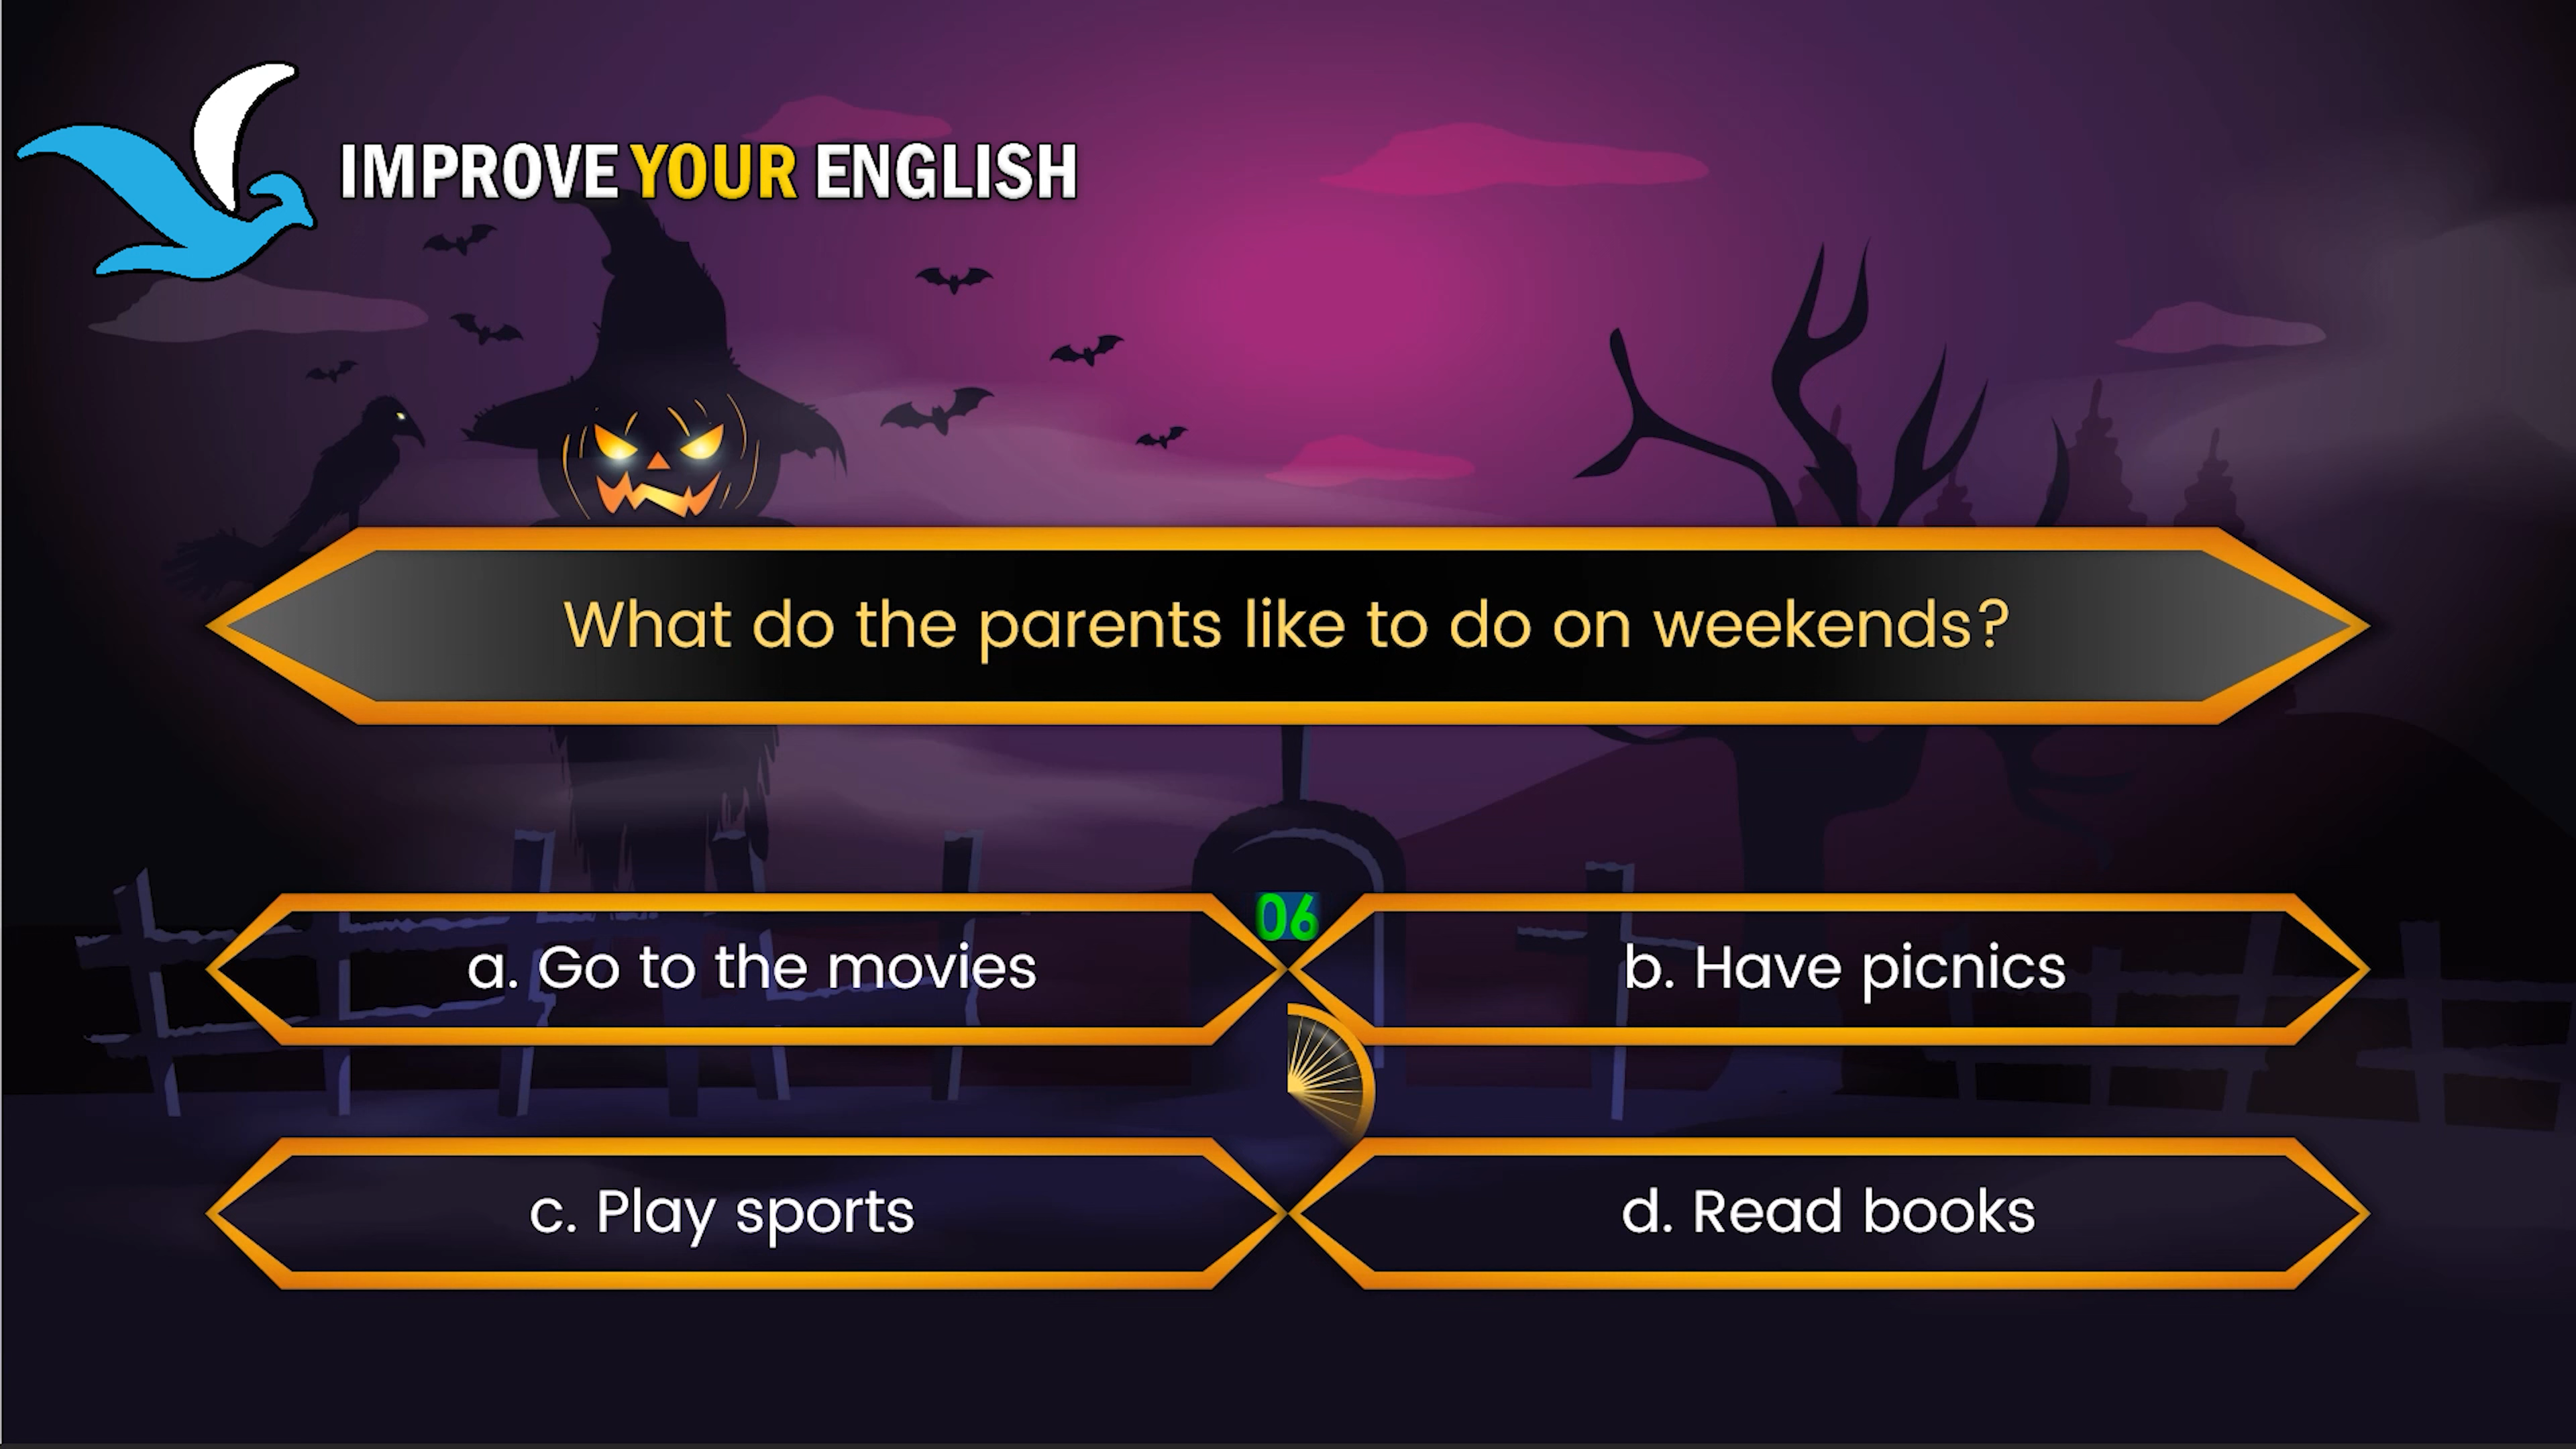 IMPROVE YOUR ENGLISH
What do the parents like to do on weekends?
06
a. Go to the movies
b. Have picnics
c. Play sports
d. Read books